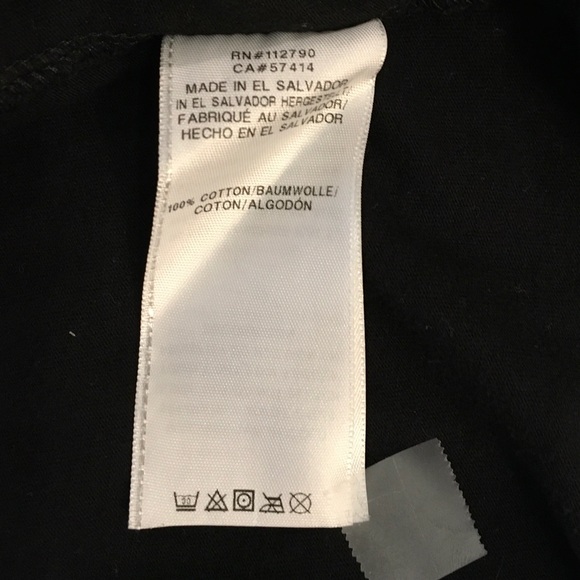 RN#112790
CA#57414
MADE IN EL SALVADOR
IN EL SALVADOR HERGESTELLT/
FABRIQUÉ AU SALVADOR/
HECHO EN EL SALVADOR
100% COTTON/BAUMWOLLE/
COTON/ALGODÓN